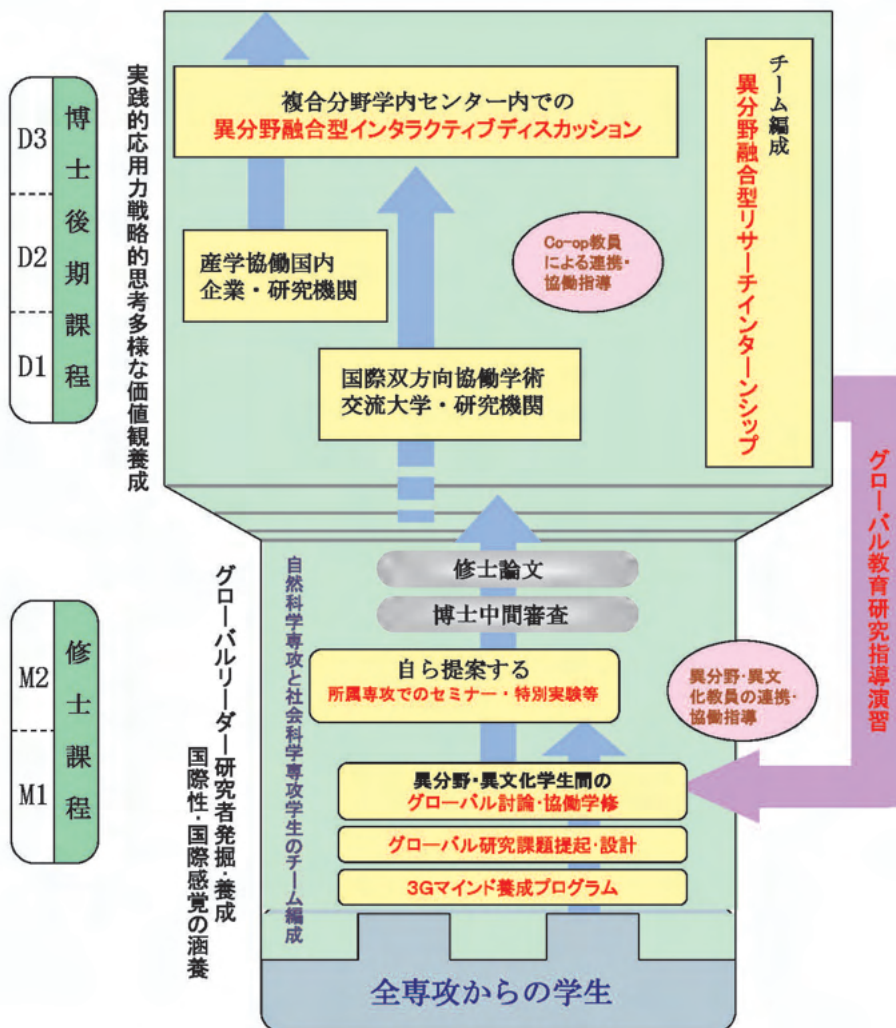 複合分野学内センター内での
異分野融合型インタラクティブディスカッション
チーム編成
異分野融合型リサーチインターンシップ
博士後期課程
D3
D2
D1
実践的応用力戦略的思考多様な価値観養成
産学協働国内
企業・研究機関
Co-op教員
による連携・
協働指導
国際双方向協働学術
交流大学・研究機関
グローバル教育研究指導演習
修士論文
博士中間審査
修士課程
M2
M1
グローバルリーダー研究者発掘・養成
国際性・国際感覚の涵養
自然科学専攻と社会科学専攻学生のチーム編成
自ら提案する
所属専攻でのセミナー・特別実験等
異分野・異文
化教員の連携・
協働指導
異分野・異文化学生間の
グローバル討論・協働学修
グローバル研究課題提起・設計
3Gマインド養成プログラム
全専攻からの学生